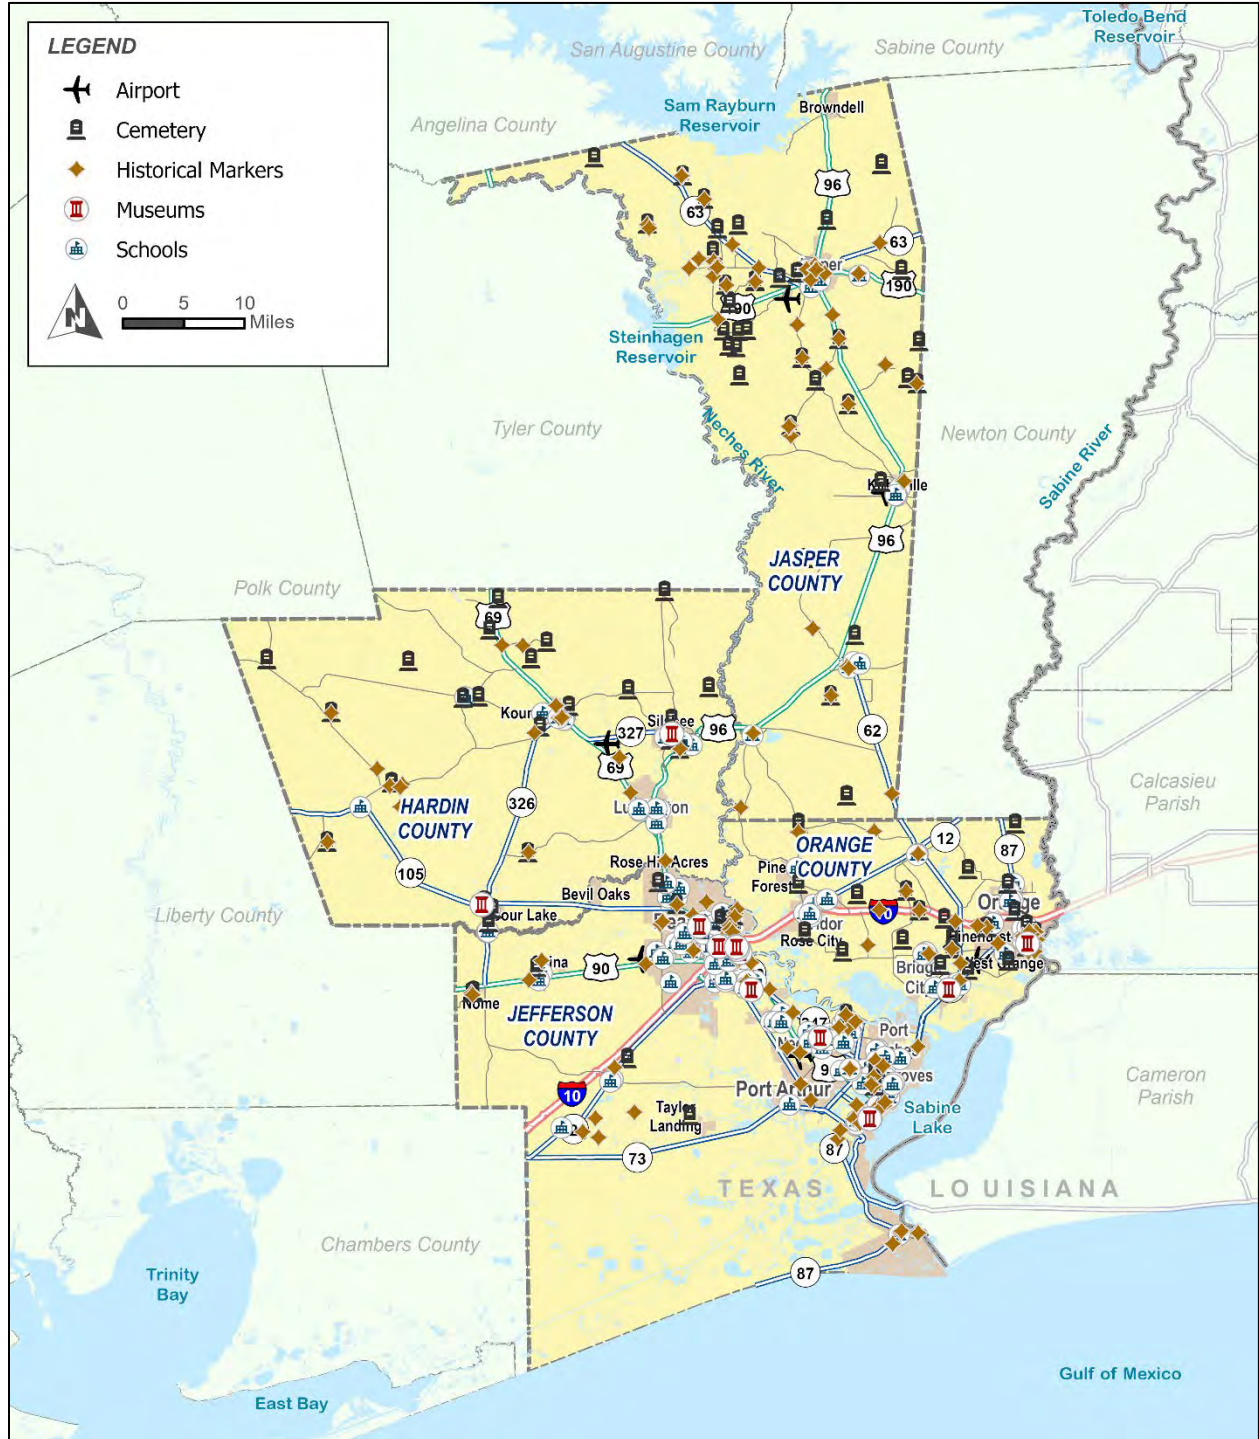 Toledo Bend
Reservoir
LEGEND
San Augustine County
Sabine County
Airport
Sam Rayburn
Reservoir
Browndell
Cemetery
Angelina County
Historical Markers
96
Museums
63
Schools
63
190
N
0 5 10
Miles
Steinhagen
Reservoir
Tyler County
Neches River
Newton County
Sabine River
96
JASPER
COUNTY
Polk County
69
327
96
62
69
Calcasieu
Parish
HARDIN
COUNTY
326
ORANGE
COUNTY
12
87
105
Pine
Forest
Bevil Oaks
Liberty County
Rose City
90
Nome
JEFFERSON
COUNTY
Port
10
Port Arthur
Cameron
Parish
Taylor
Landing
Sabine
Lake
73
87
TEXAS
LOUISIANA
Chambers County
Trinity
Bay
87
Gulf of Mexico
East Bay